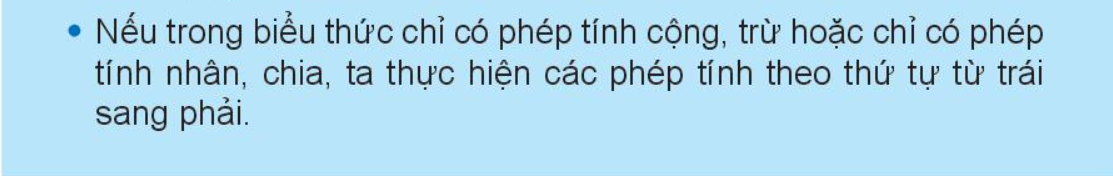 • Nếu trong biểu thức chỉ có phép tính cộng, trừ hoặc chỉ có phép
tính nhân, chia, ta thực hiện các phép tính theo thứ tự từ trái
sang phải.